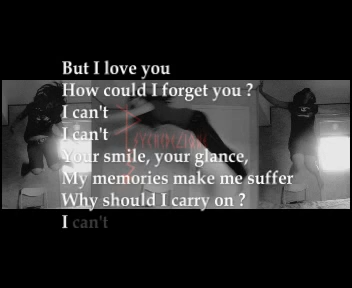 But I love you
How could I forget you ?
I can't
I can't
Your smile, your glance,
My memories make me suffer
Why should I carry on ?
I can't